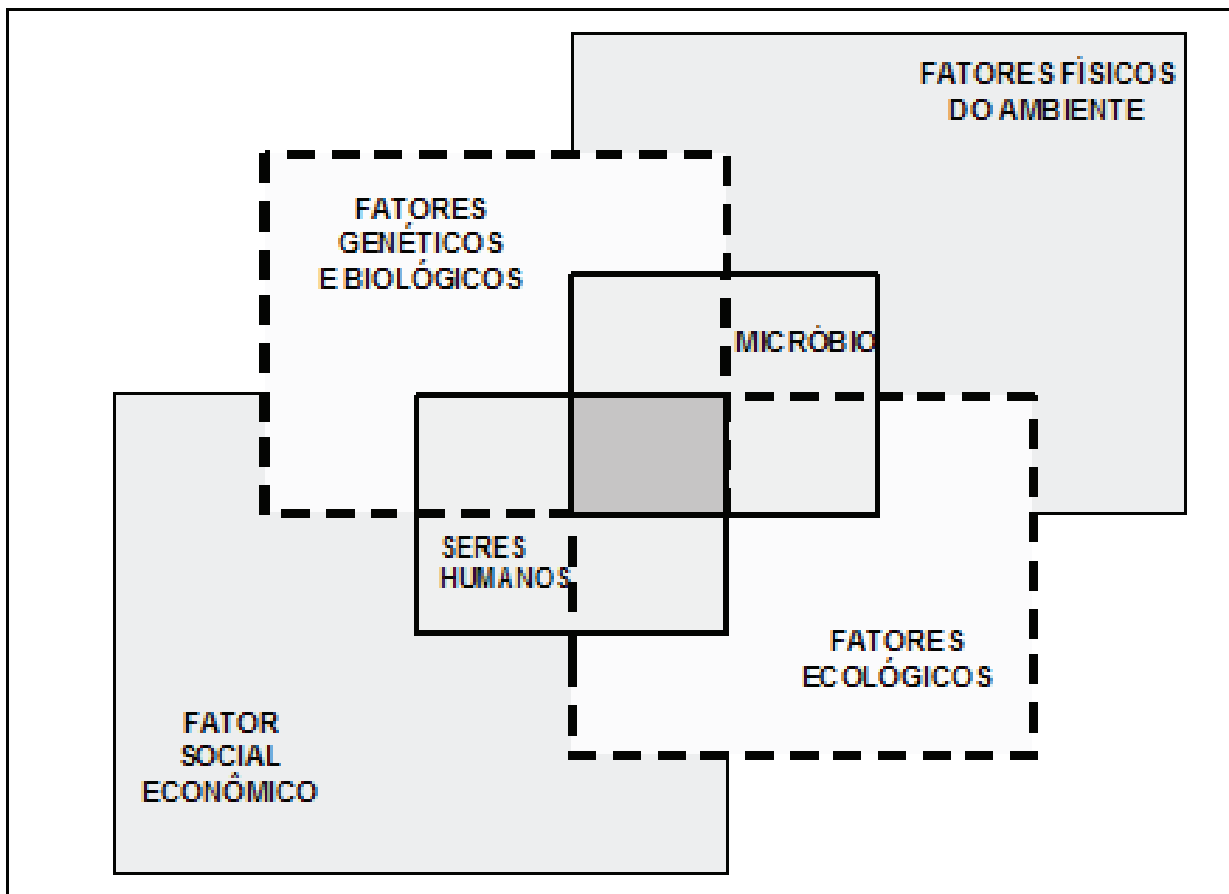 FATORES FÍSICOS
DO AMBIENTE
FATORES
GENÉTICOS
E BIOLÓGICOS
MICRÓBIO
SERES
HUMANOS
FATORES
ECOLÓGICOS
FATOR
SOCIAL
ECONÔMICO